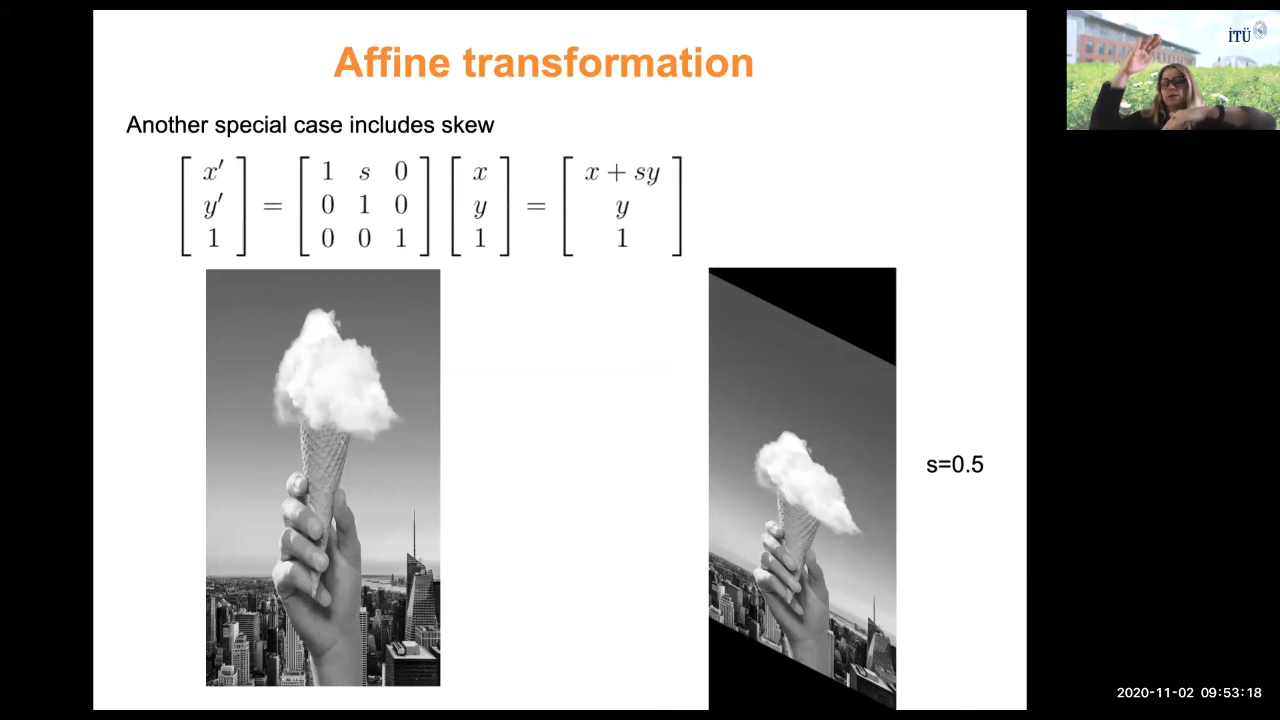 Affine transformation
Another special case includes skew
[ x′ ] = [ 1 s 0 ] [ x ] = [ x + sy ]
[ y′ ] [ 0 1 0 ] [ y ] [ y ]
[ 1 ] [ 0 0 1 ] [ 1 ] [ 1 ]
s=0.5
İTÜ
2020-11-02 09:53:18